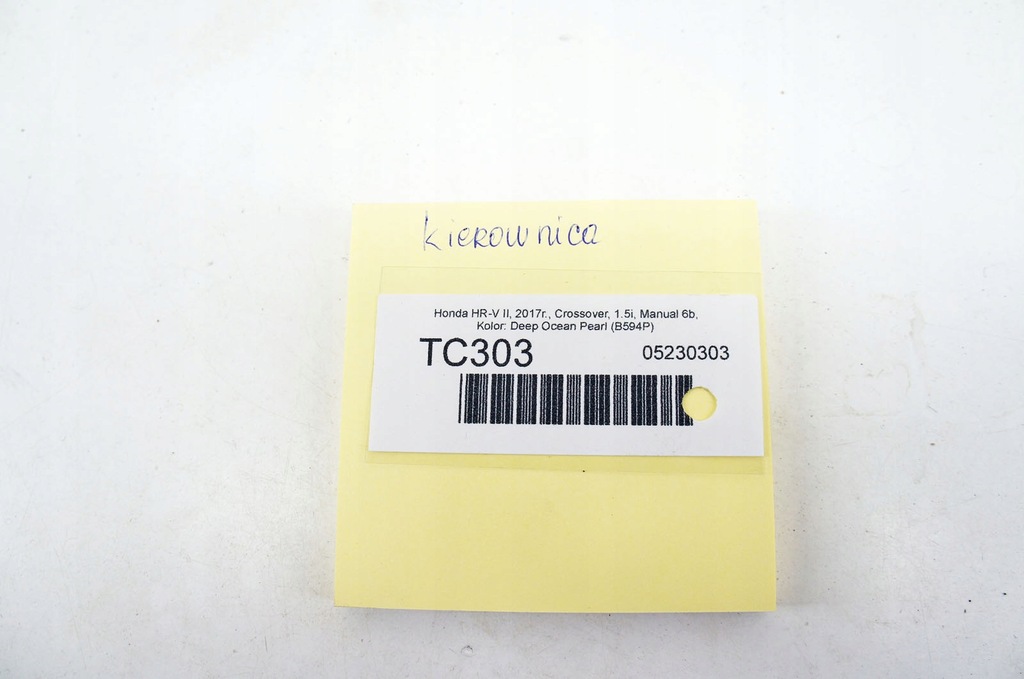 kierownica
Honda HR-V II, 2017r., Crossover, 1.5i, Manual 6b,
Kolor: Deep Ocean Pearl (B594P)
TC303 05230303